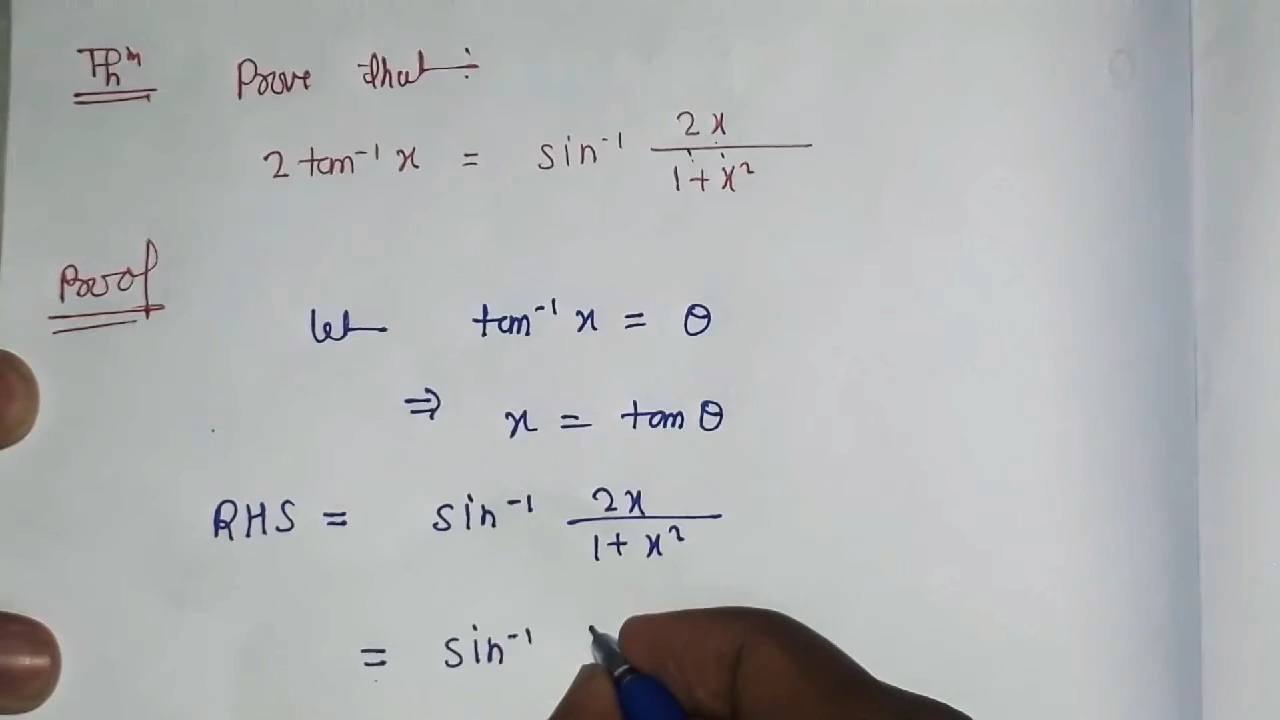 Thm Prove that :-
2 tan⁻¹ x = sin⁻¹ 2x / 1+x²
Proof
let tan⁻¹ x = θ
⇒ x = tan θ
RHS = sin⁻¹ 2x / 1+x²
= sin⁻¹